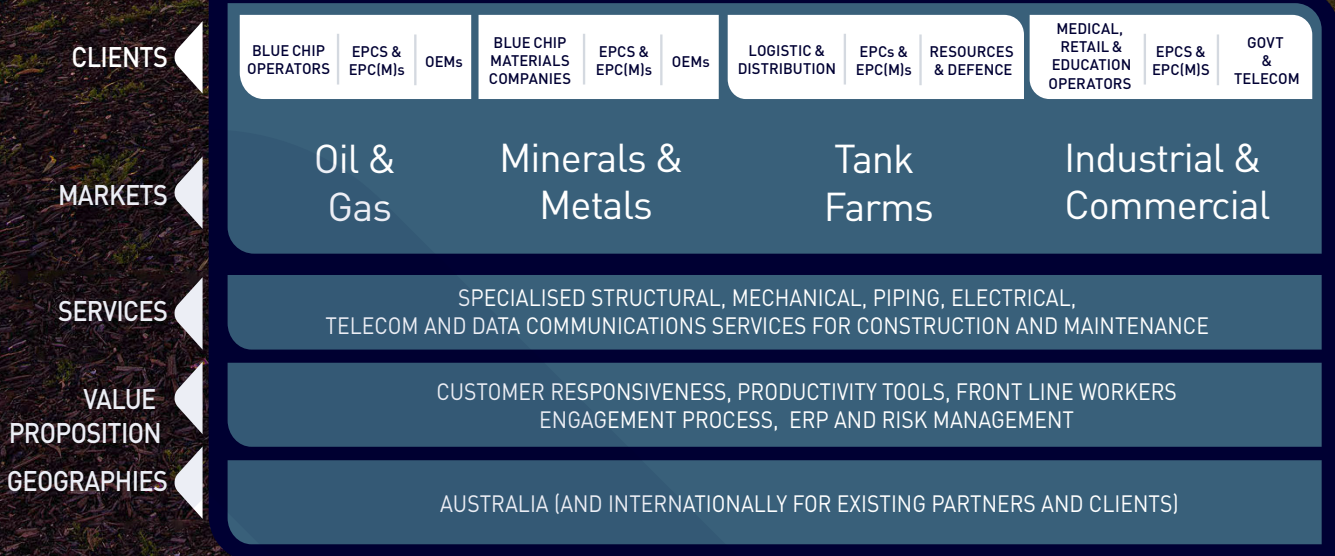 CLIENTS
BLUE CHIP
OPERATORS
EPCS &
EPC(M)s
OEMs
BLUE CHIP
MATERIALS
COMPANIES
EPCS &
EPC(M)s
OEMs
LOGISTIC &
DISTRIBUTION
EPCs &
EPC(M)s
RESOURCES
& DEFENCE
MEDICAL,
RETAIL &
EDUCATION
OPERATORS
EPCS &
EPC(M)S
GOVT
&
TELECOM
MARKETS
Oil &
Gas
Minerals &
Metals
Tank
Farms
Industrial &
Commercial
SERVICES
SPECIALISED STRUCTURAL, MECHANICAL, PIPING, ELECTRICAL,
TELECOM AND DATA COMMUNICATIONS SERVICES FOR CONSTRUCTION AND MAINTENANCE
VALUE
PROPOSITION
CUSTOMER RESPONSIVENESS, PRODUCTIVITY TOOLS, FRONT LINE WORKERS
ENGAGEMENT PROCESS, ERP AND RISK MANAGEMENT
GEOGRAPHIES
AUSTRALIA (AND INTERNATIONALLY FOR EXISTING PARTNERS AND CLIENTS)